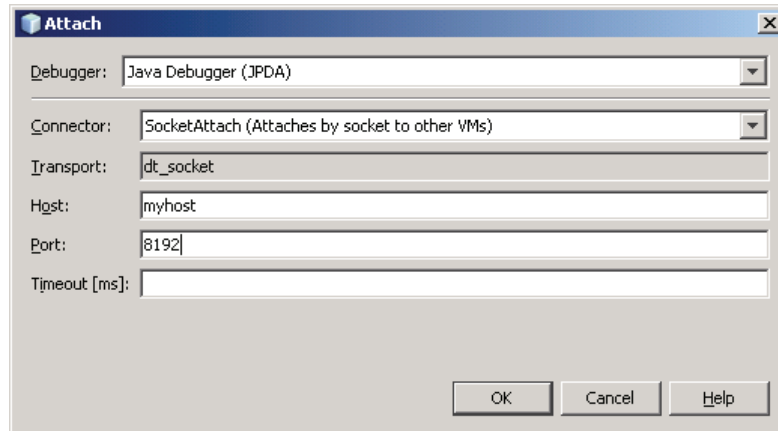 Attach
Debugger: Java Debugger (JPDA)
Connector: SocketAttach (Attaches by socket to other VMs)
Transport: dt_socket
Host: myhost
Port: 8192
Timeout [ms]:
OK Cancel Help